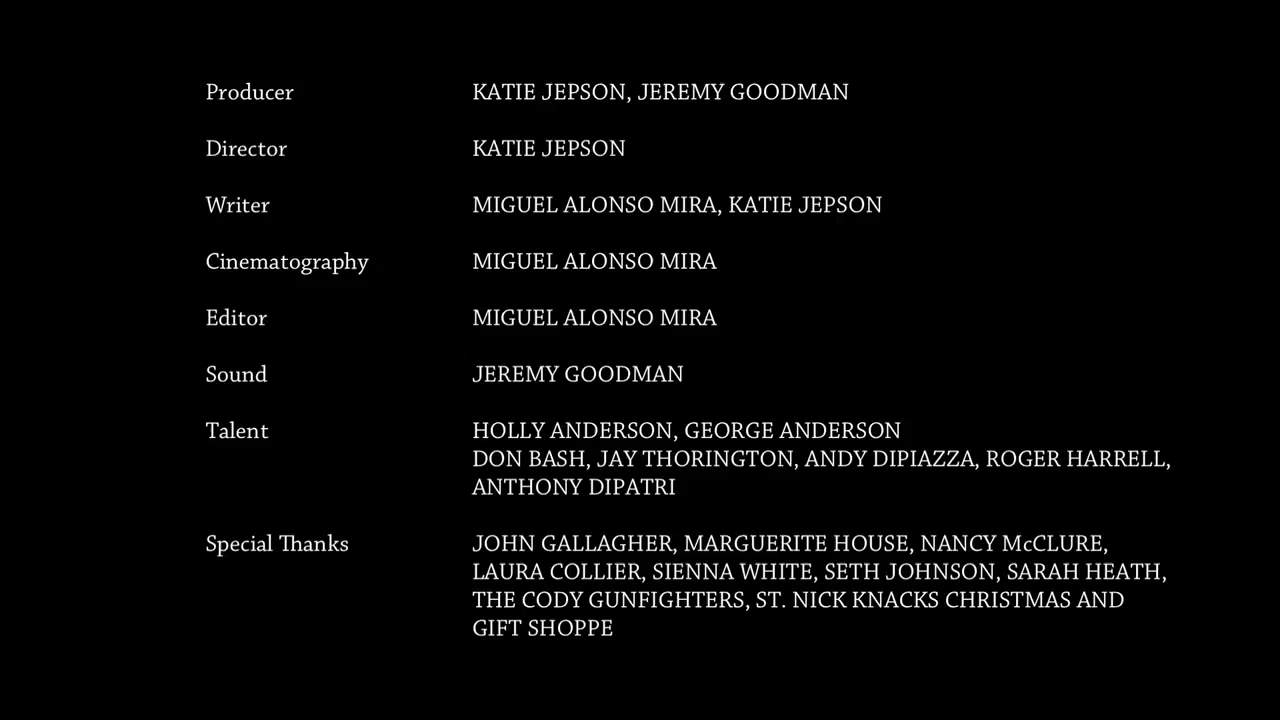 Producer KATIE JEPSON, JEREMY GOODMAN
Director KATIE JEPSON
Writer MIGUEL ALONSO MIRA, KATIE JEPSON
Cinematography MIGUEL ALONSO MIRA
Editor MIGUEL ALONSO MIRA
Sound JEREMY GOODMAN
Talent HOLLY ANDERSON, GEORGE ANDERSON
DON BASH, JAY THORINGTON, ANDY DIPIAZZA, ROGER HARRELL,
ANTHONY DIPATRI
Special Thanks JOHN GALLAGHER, MARGUERITE HOUSE, NANCY McCLURE,
LAURA COLLIER, SIENNA WHITE, SETH JOHNSON, SARAH HEATH,
THE CODY GUNFIGHTERS, ST. NICK KNACKS CHRISTMAS AND
GIFT SHOPPE